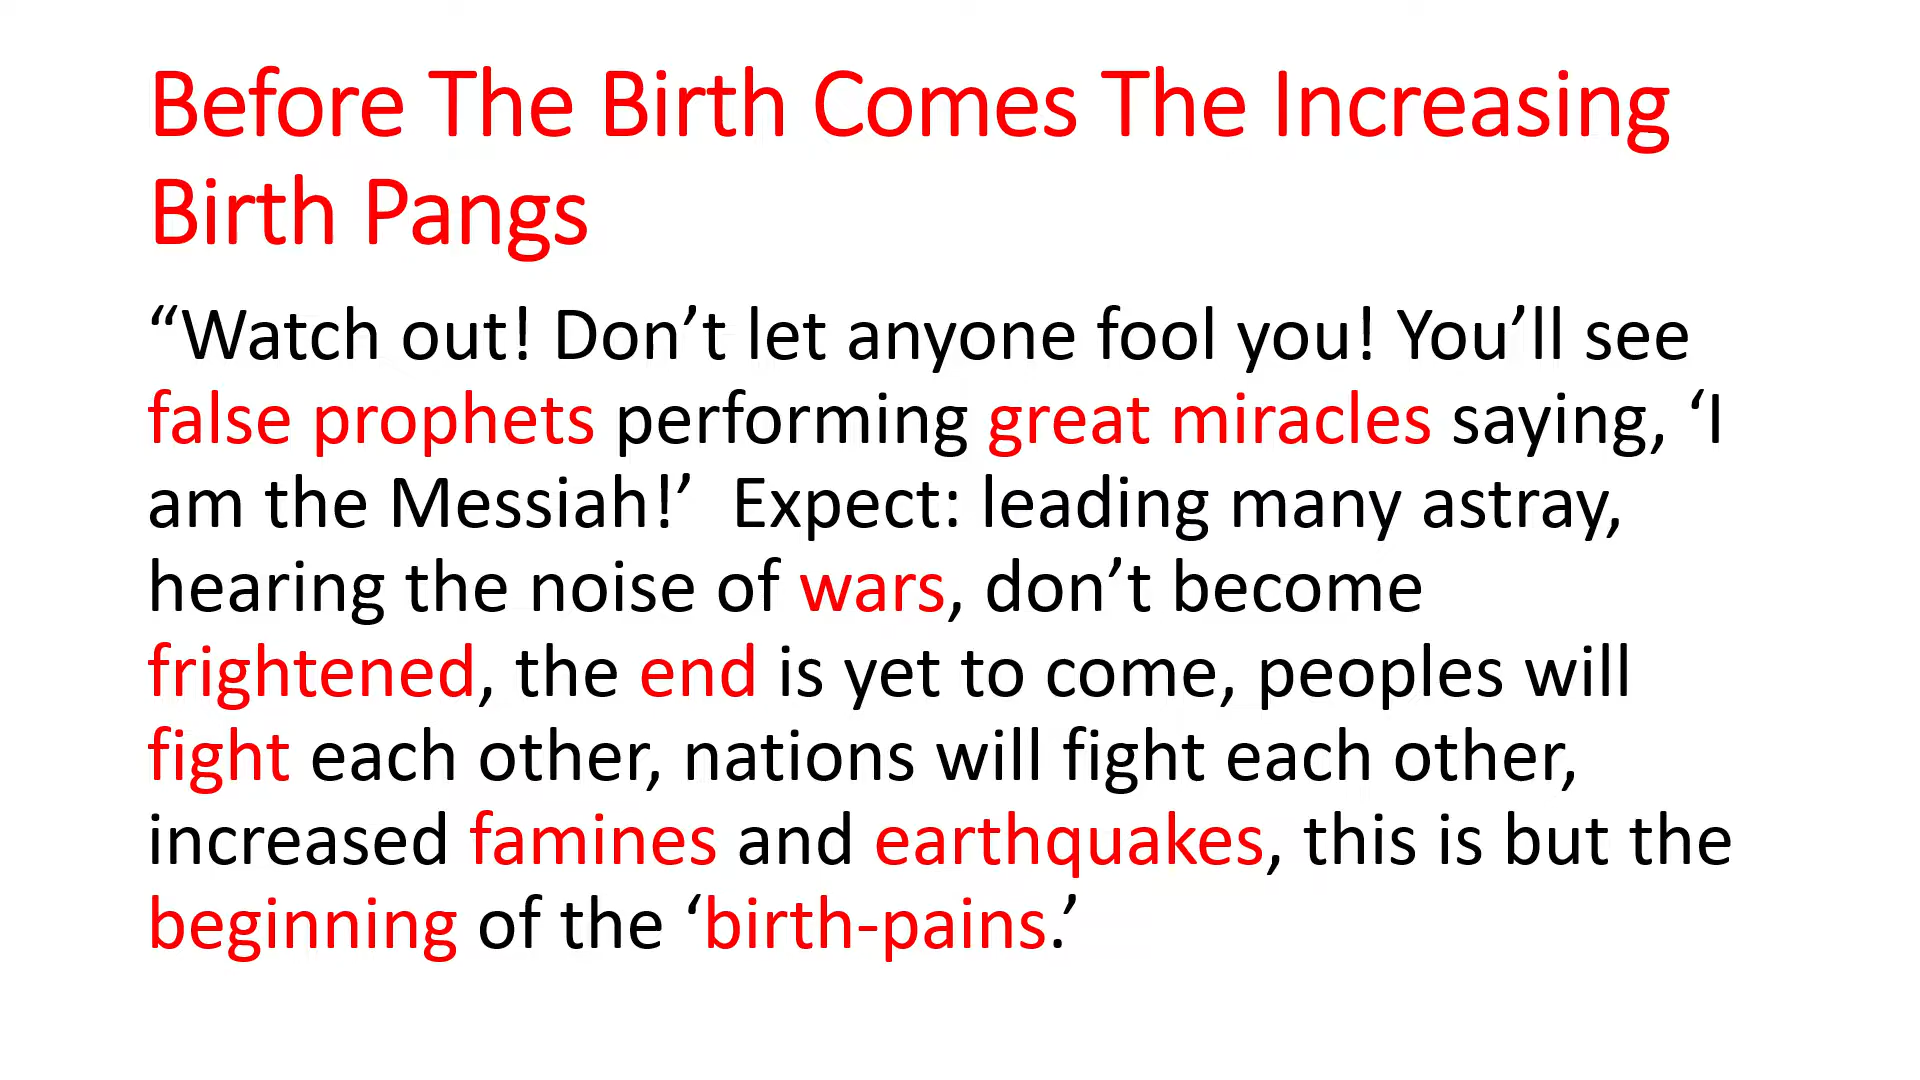 Before The Birth Comes The Increasing
Birth Pangs
“Watch out! Don’t let anyone fool you! You’ll see
false prophets performing great miracles saying, ‘I
am the Messiah!’  Expect: leading many astray,
hearing the noise of wars, don’t become
frightened, the end is yet to come, peoples will
fight each other, nations will fight each other,
increased famines and earthquakes, this is but the
beginning of the ‘birth-pains.’